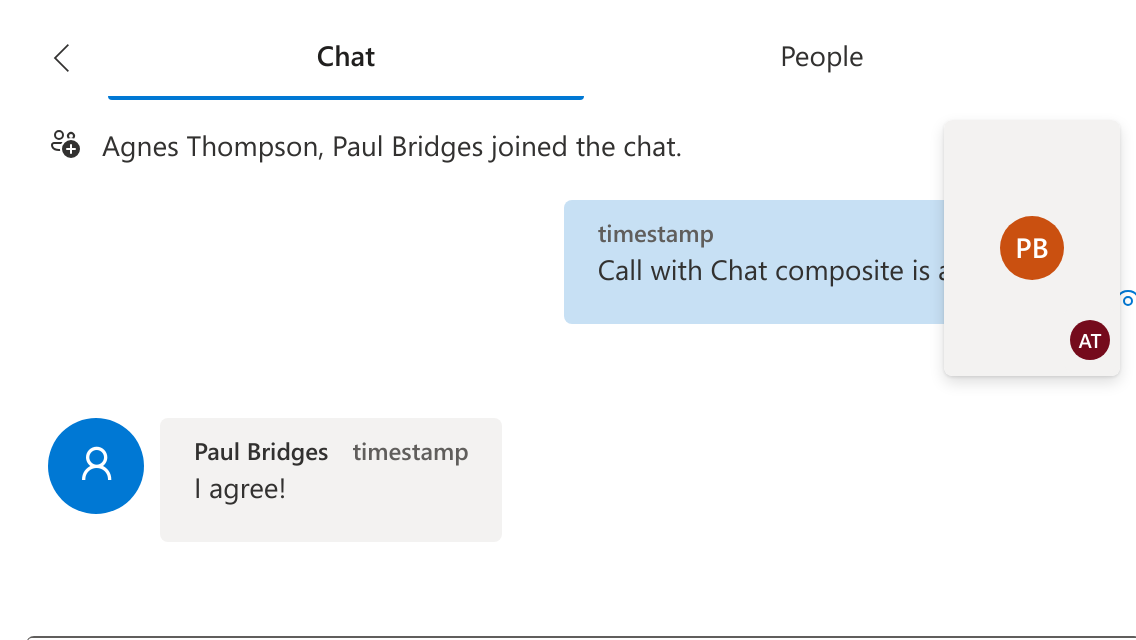 Chat
People
Agnes Thompson, Paul Bridges joined the chat.
timestamp
Call with Chat composite is
PB
AT
Paul Bridges timestamp
I agree!